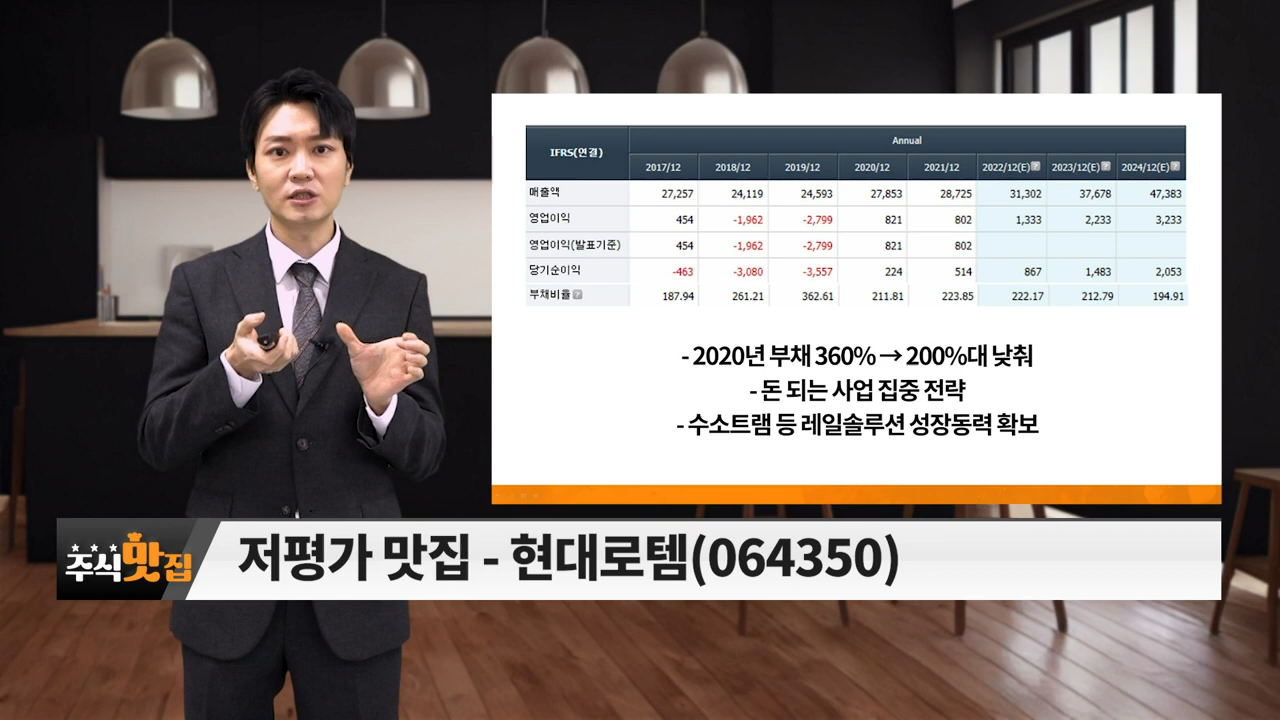 IFRS(연결) Annual
2017/12 2018/12 2019/12 2020/12 2021/12 2022/12(E) 2023/12(E) 2024/12(E)
매출액 27,257 24,119 24,593 27,853 28,725 31,302 37,678 47,383
영업이익 454 -1,962 -2,799 821 802 1,333 2,233 3,233
영업이익(발표기준) 454 -1,962 -2,799 821 802
당기순이익 -463 -3,080 -3,557 224 514 867 1,483 2,053
부채비율 187.94 261.21 362.61 211.81 223.85 222.17 212.79 194.91
- 2020년 부채 360% → 200%대 낮춰
- 돈 되는 사업 집중 전략
- 수소트램 등 레일솔루션 성장동력 확보
주식맛집
저평가 맛집 - 현대로템(064350)